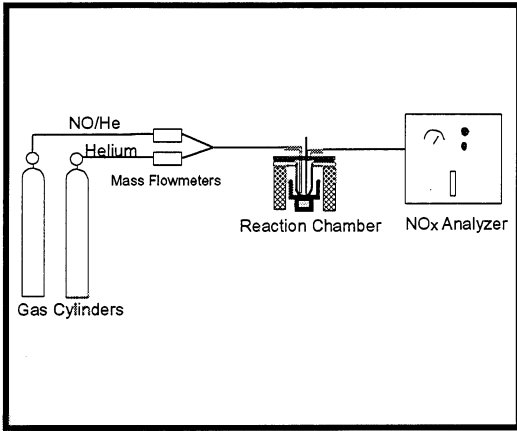 NO/He
Helium
Mass Flowmeters
Reaction Chamber
NOx Analyzer
Gas Cylinders